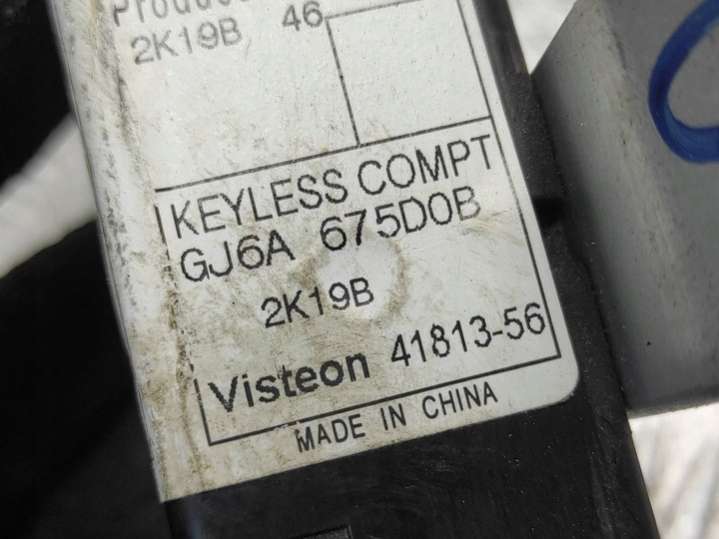 2K19B 46
KEYLESS COMPT
GJ6A 675D0B
2K19B
Visteon 41813-56
MADE IN CHINA